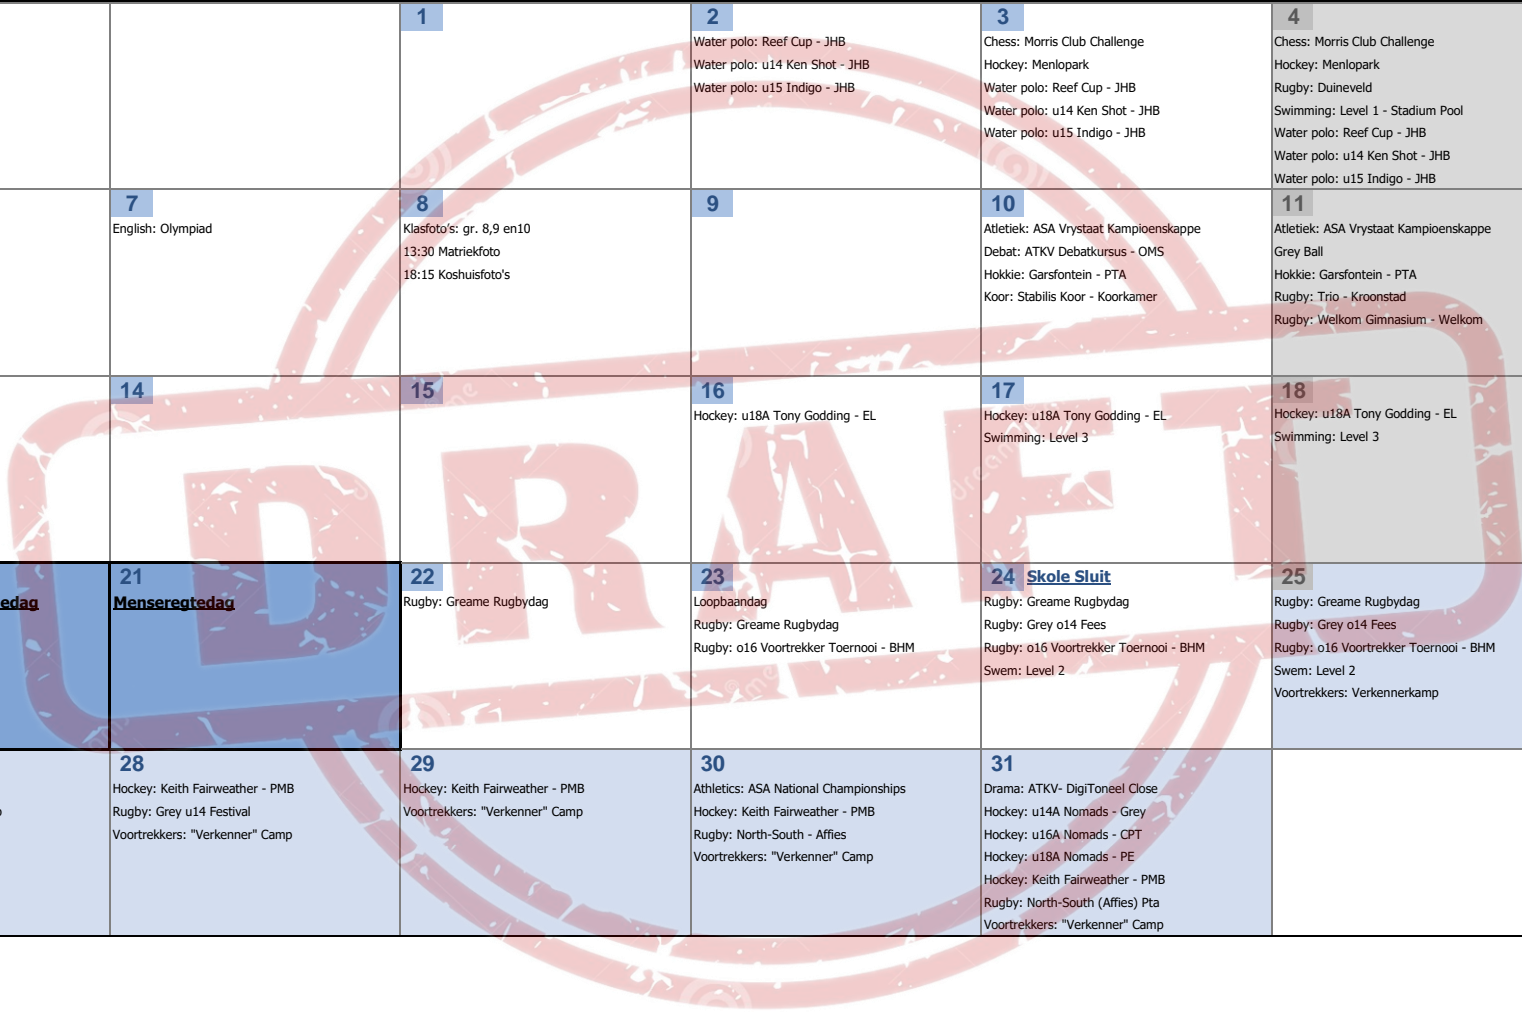 1
2
Water polo: Reef Cup - JHB
Water polo: u14 Ken Shot - JHB
Water polo: u15 Indigo - JHB
3
Chess: Morris Club Challenge
Hockey: Menlopark
Water polo: Reef Cup - JHB
Water polo: u14 Ken Shot - JHB
Water polo: u15 Indigo - JHB
4
Chess: Morris Club Challenge
Hockey: Menlopark
Rugby: Duineveld
Swimming: Level 1 - Stadium Pool
Water polo: Reef Cup - JHB
Water polo: u14 Ken Shot - JHB
Water polo: u15 Indigo - JHB
7
English: Olympiad
8
Klasfoto's: gr. 8,9 en10
13:30 Matriekfoto
18:15 Koshuisfoto's
9
10
Atletiek: ASA Vrystaat Kampioenskappe
Debat: ATKV Debatkursus - OMS
Hokkie: Garsfontein - PTA
Koor: Stabilis Koor - Koorkamer
11
Atletiek: ASA Vrystaat Kampioenskappe
Grey Ball
Hokkie: Garsfontein - PTA
Rugby: Trio - Kroonstad
Rugby: Welkom Gimnasium - Welkom
14
15
16
Hockey: u18A Tony Godding - EL
17
Hockey: u18A Tony Godding - EL
Swimming: Level 3
18
Hockey: u18A Tony Godding - EL
Swimming: Level 3
DRAFT
edag
21
Menseregtedag
22
Rugby: Greame Rugbydag
23
Loopbaandag
Rugby: Greame Rugbydag
Rugby: o16 Voortrekker Toernooi - BHM
24 Skole Sluit
Rugby: Greame Rugbydag
Rugby: Grey o14 Fees
Rugby: o16 Voortrekker Toernooi - BHM
Swem: Level 2
25
Rugby: Greame Rugbydag
Rugby: Grey o14 Fees
Rugby: o16 Voortrekker Toernooi - BHM
Swem: Level 2
Voortrekkers: Verkennerkamp
28
Hockey: Keith Fairweather - PMB
Rugby: Grey u14 Festival
Voortrekkers: "Verkenner" Camp
29
Hockey: Keith Fairweather - PMB
Voortrekkers: "Verkenner" Camp
30
Athletics: ASA National Championships
Hockey: Keith Fairweather - PMB
Rugby: North-South - Affies
Voortrekkers: "Verkenner" Camp
31
Drama: ATKV- DigiToneel Close
Hockey: u14A Nomads - Grey
Hockey: u16A Nomads - CPT
Hockey: u18A Nomads - PE
Hockey: Keith Fairweather - PMB
Rugby: North-South (Affies) Pta
Voortrekkers: "Verkenner" Camp